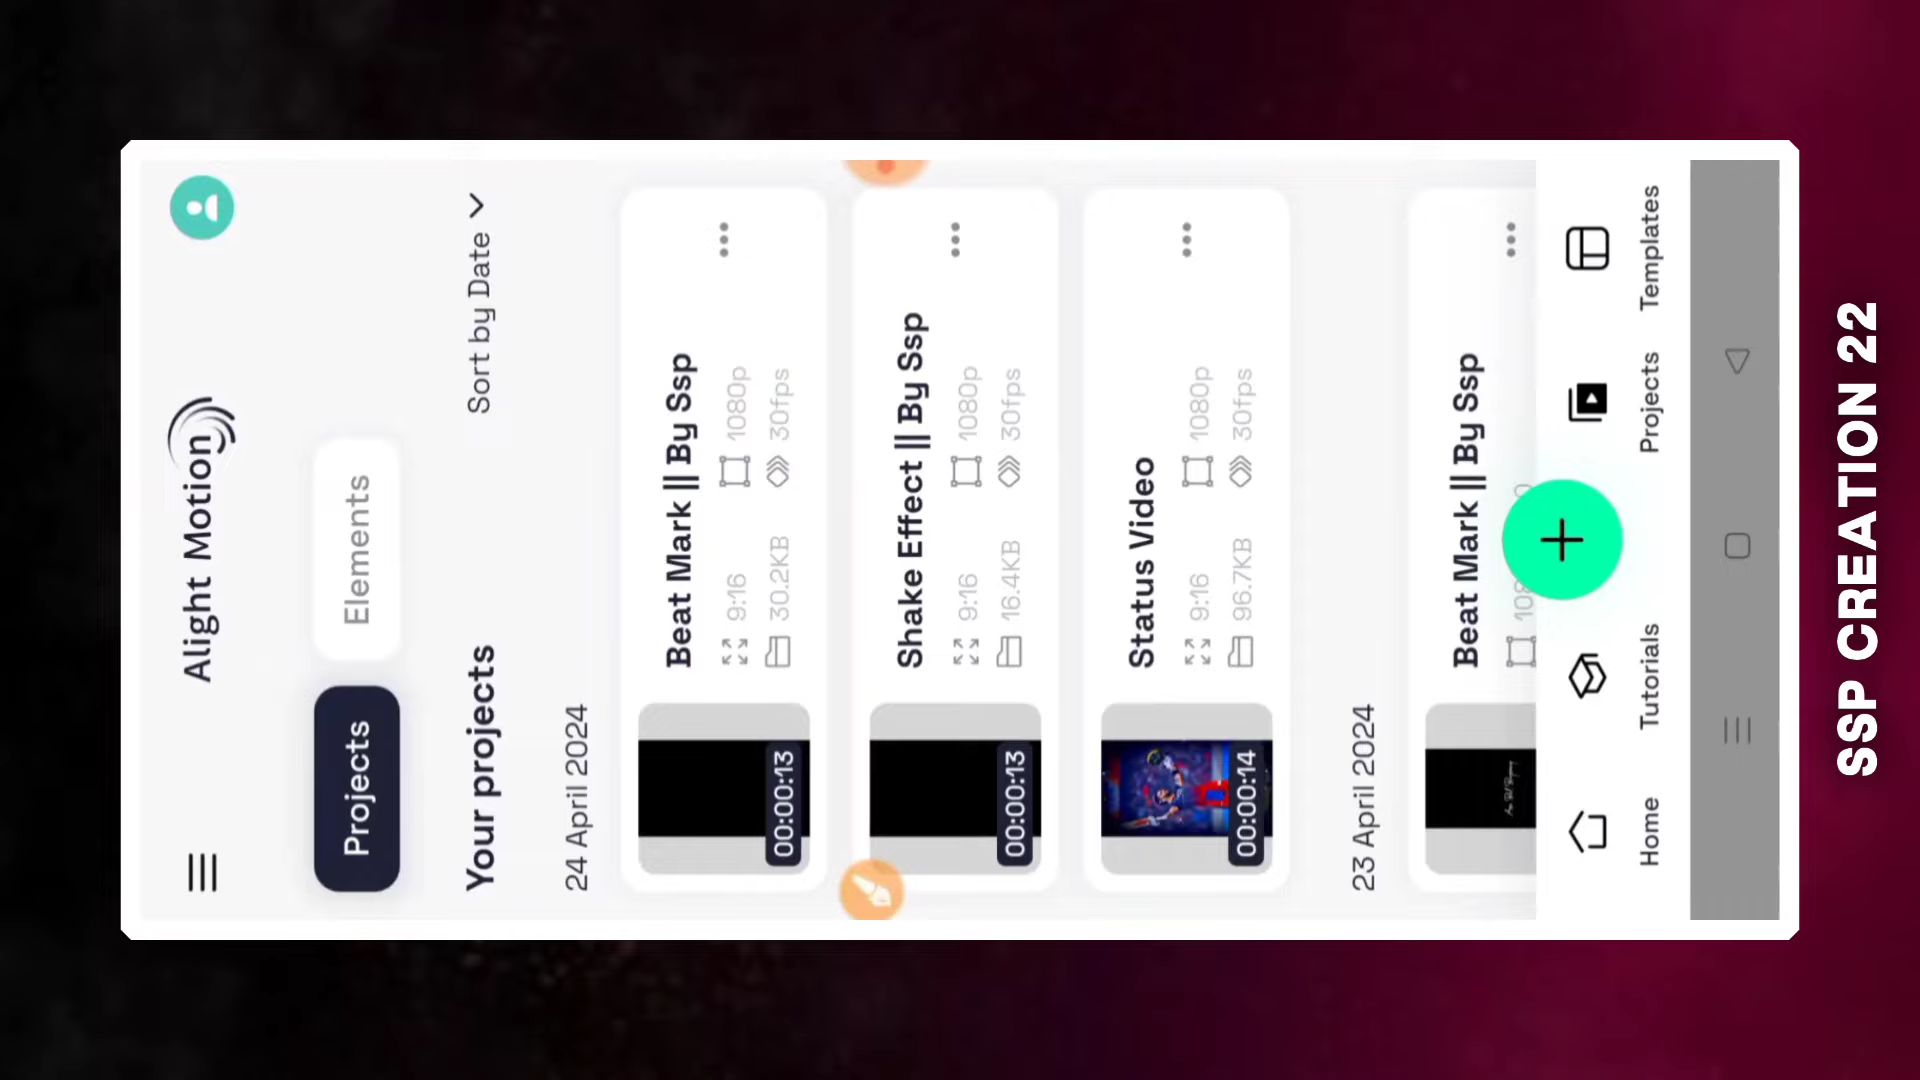 Alight Motion
Projects
Elements
Your projects
Sort by Date
24 April 2024
Beat Mark || By Ssp
9:16
1080p
30.2KB
30fps
00:00:13
Shake Effect || By Ssp
9:16
1080p
16.4KB
30fps
00:00:13
Status Video
9:16
1080p
96.7KB
30fps
00:00:14
23 April 2024
Beat Mark || By Ssp
Home
Tutorials
Projects
Templates
SSP CREATION 22